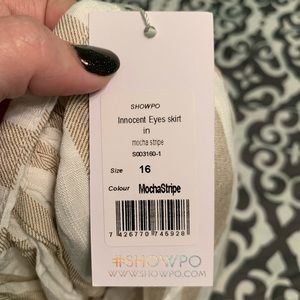 SHOWPO
Innocent Eyes skirt
in
mocha stripe
S003160-1
Size 16
Colour MochaStripe
7 426770 745928
#SHOWPO
WWW.SHOWPO.COM